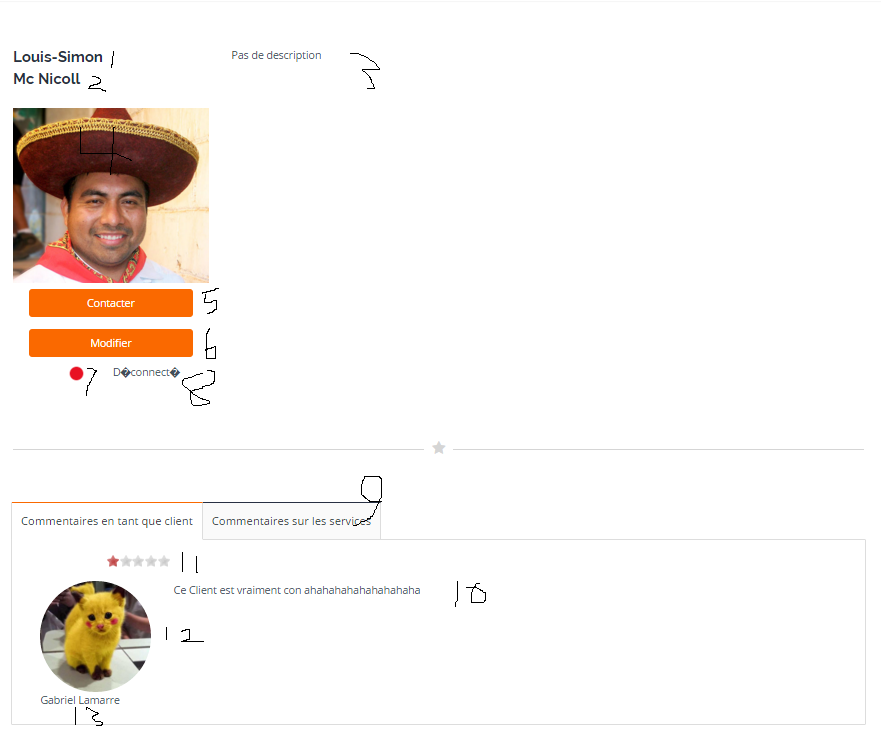 Louis-Simon 1
Mc Nicoll 2
Pas de description 3
4
Contacter 5
Modifier 6
7 D�connect� 8
9
Commentaires en tant que client Commentaires sur les services
11
Ce Client est vraiment con ahahahahahahahahaha 10
12
Gabriel Lamarre
13